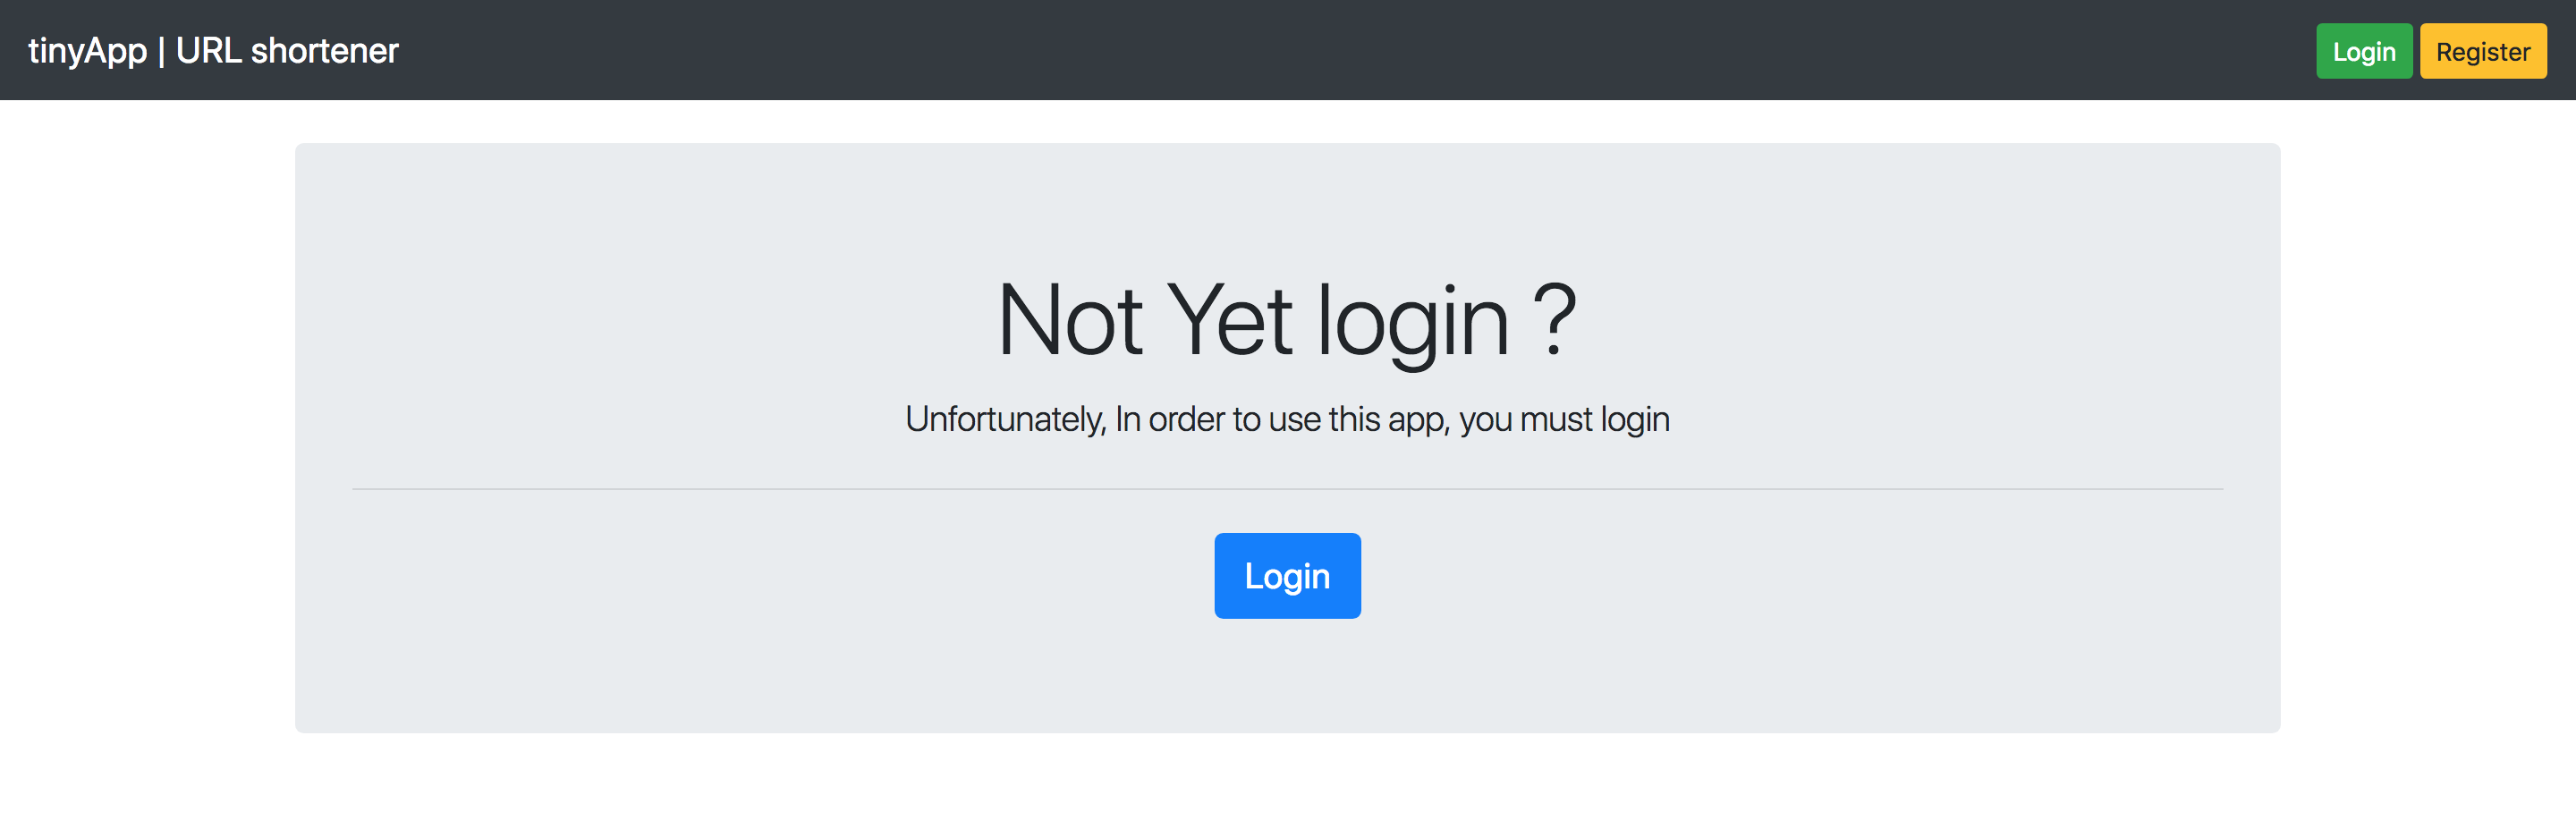 tinyApp | URL shortener
Login
Register
Not Yet login ?
Unfortunately, In order to use this app, you must login
Login